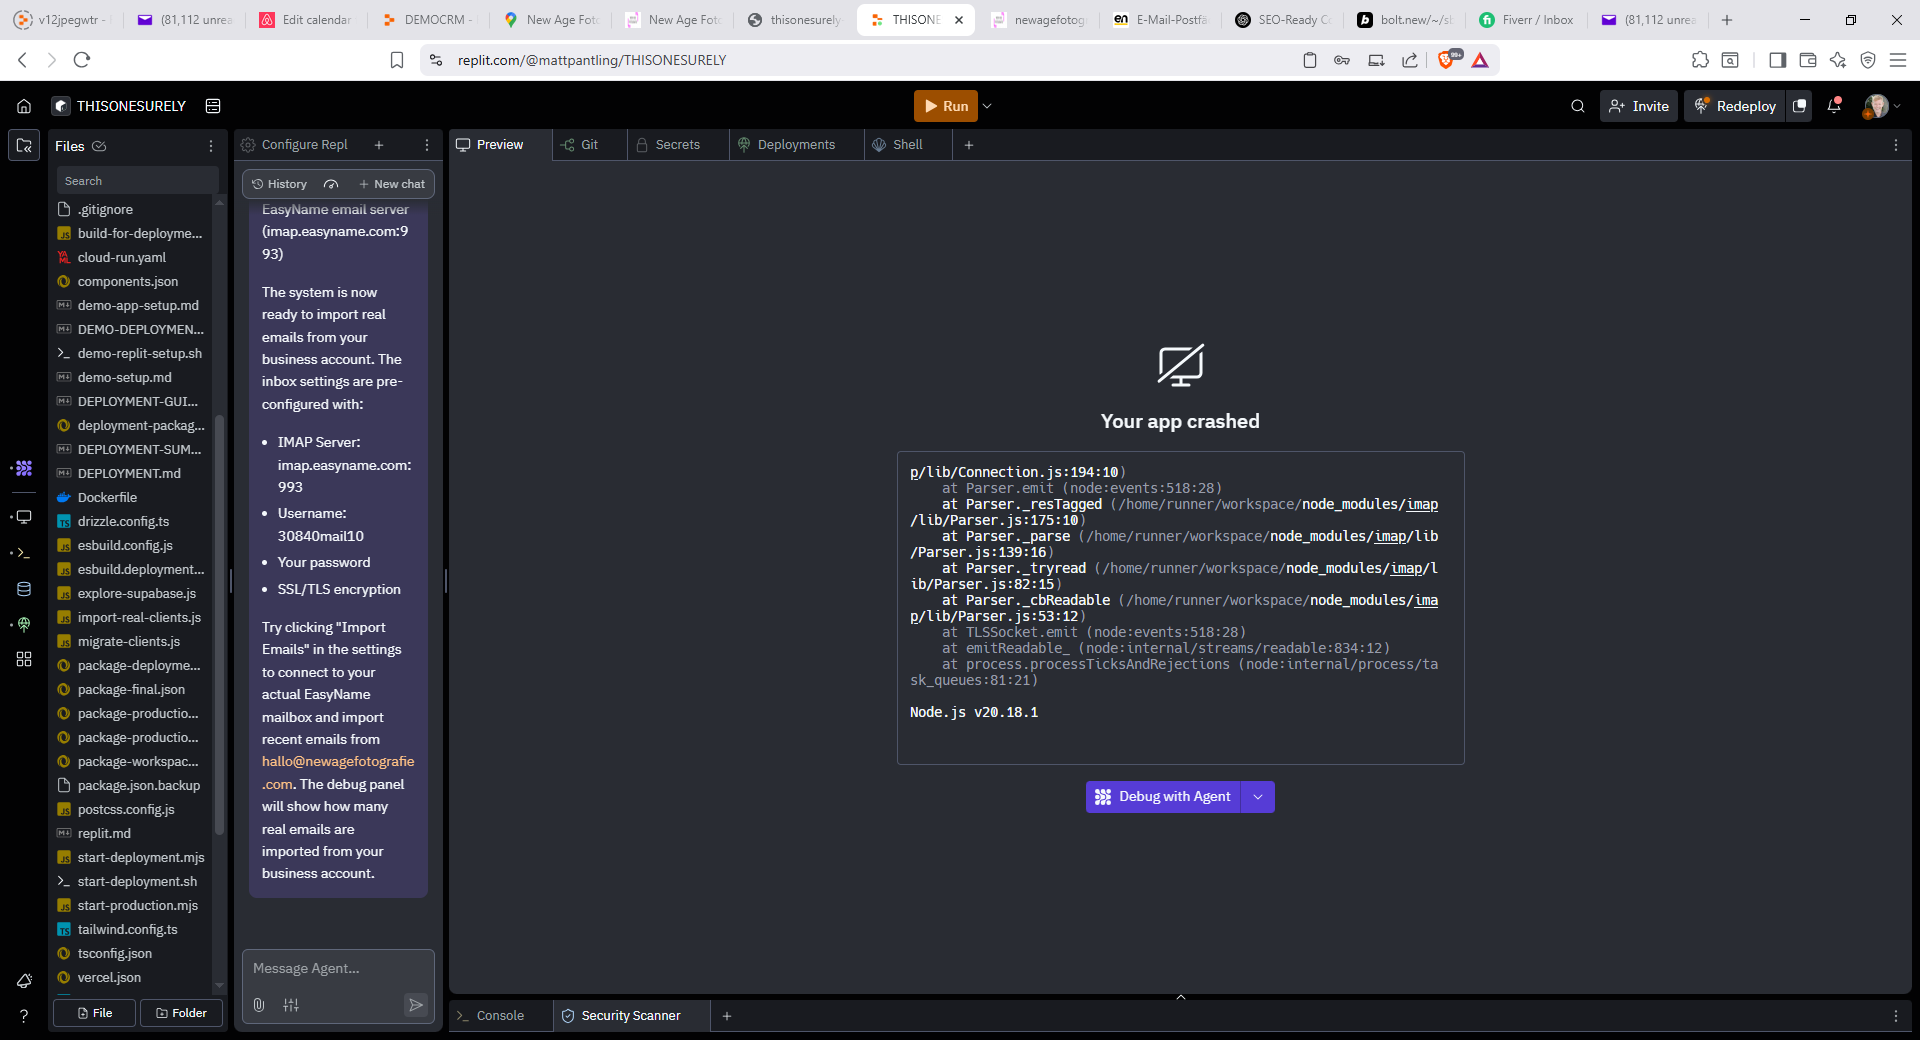 v12jpegwtr -
(81,112 unrea
Edit calendar
DEMOCRM -
New Age Foto
New Age Foto
thisonesurely
THISONE
newagefotog
E-Mail-Postfä
SEO-Ready Co
bolt.new/~/sb
Fiverr / Inbox
(81,112 unrea
replit.com/@mattpantling/THISONESURELY
99+
THISONESURELY
Run
Invite
Redeploy
Files
Configure Repl
Preview
Git
Secrets
Deployments
Shell
Search
History
New chat
.gitignore
build-for-deployme...
cloud-run.yaml
components.json
demo-app-setup.md
DEMO-DEPLOYMEN...
demo-replit-setup.sh
demo-setup.md
DEPLOYMENT-GUI...
deployment-packag...
DEPLOYMENT-SUM...
DEPLOYMENT.md
Dockerfile
drizzle.config.ts
esbuild.config.js
esbuild.deployment...
explore-supabase.js
import-real-clients.js
migrate-clients.js
package-deployme...
package-final.json
package-productio...
package-productio...
package-workspac...
package.json.backup
postcss.config.js
replit.md
start-deployment.mjs
start-deployment.sh
start-production.mjs
tailwind.config.ts
tsconfig.json
vercel.json
File
Folder
EasyName email server
(imap.easyname.com:9
93)
The system is now
ready to import real
emails from your
business account. The
inbox settings are pre-
configured with:
• IMAP Server:
imap.easyname.com:
993
• Username:
30840mail10
• Your password
• SSL/TLS encryption
Try clicking "Import
Emails" in the settings
to connect to your
actual EasyName
mailbox and import
recent emails from
hallo@newagefotografie
.com. The debug panel
will show how many
real emails are
imported from your
business account.
Message Agent...
Your app crashed
p/lib/Connection.js:194:10)
at Parser.emit (node:events:518:28)
at Parser._resTagged (/home/runner/workspace/node_modules/imap
/lib/Parser.js:175:10)
at Parser._parse (/home/runner/workspace/node_modules/imap/lib
/Parser.js:139:16)
at Parser._tryread (/home/runner/workspace/node_modules/imap/l
ib/Parser.js:82:15)
at Parser._cbReadable (/home/runner/workspace/node_modules/ima
p/lib/Parser.js:53:12)
at TLSSocket.emit (node:events:518:28)
at emitReadable_ (node:internal/streams/readable:834:12)
at process.processTicksAndRejections (node:internal/process/ta
sk_queues:81:21)
Node.js v20.18.1
Debug with Agent
Console
Security Scanner